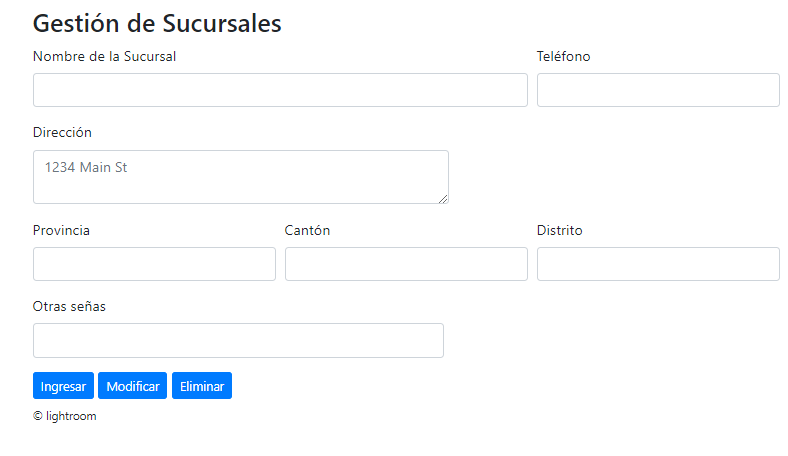 Gestión de Sucursales
Nombre de la Sucursal
Teléfono
Dirección
1234 Main St
Provincia
Cantón
Distrito
Otras señas
Ingresar Modificar Eliminar
© lightroom